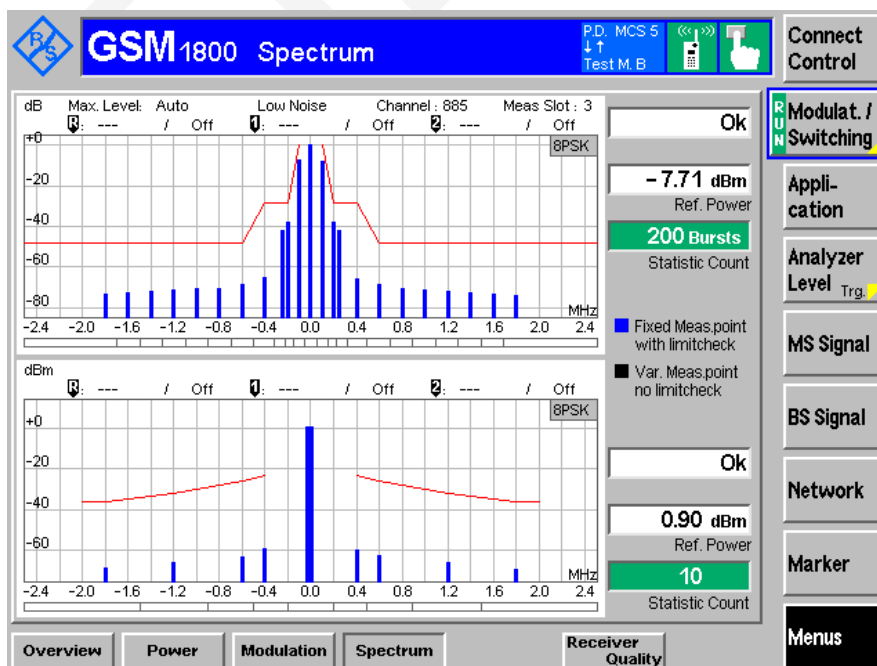 R/S
GSM 1800 Spectrum
P.D. MCS 5
↓↑
Test M. B
Connect Control
dB Max. Level: Auto Low Noise Channel : 885 Meas Slot : 3
R: --- / Off 1: --- / Off 2: --- / Off
8PSK
+0
-20
-40
-60
-80
MHz
-2.4 -2.0 -1.6 -1.2 -0.8 -0.4 0.0 0.4 0.8 1.2 1.6 2.0 2.4
Ok
-7.71 dBm
Ref. Power
200 Bursts
Statistic Count
Fixed Meas.point
with limitcheck
Var. Meas.point
no limitcheck
dBm
R: --- / Off 1: --- / Off 2: --- / Off
8PSK
+0
-20
-40
-60
MHz
-2.4 -2.0 -1.6 -1.2 -0.8 -0.4 0.0 0.4 0.8 1.2 1.6 2.0 2.4
Ok
0.90 dBm
Ref. Power
10
Statistic Count
RUN
Modulat. /
Switching
Appli-
cation
Analyzer
Level Trg.
MS Signal
BS Signal
Network
Marker
Menus
Overview
Power
Modulation
Spectrum
Receiver
Quality